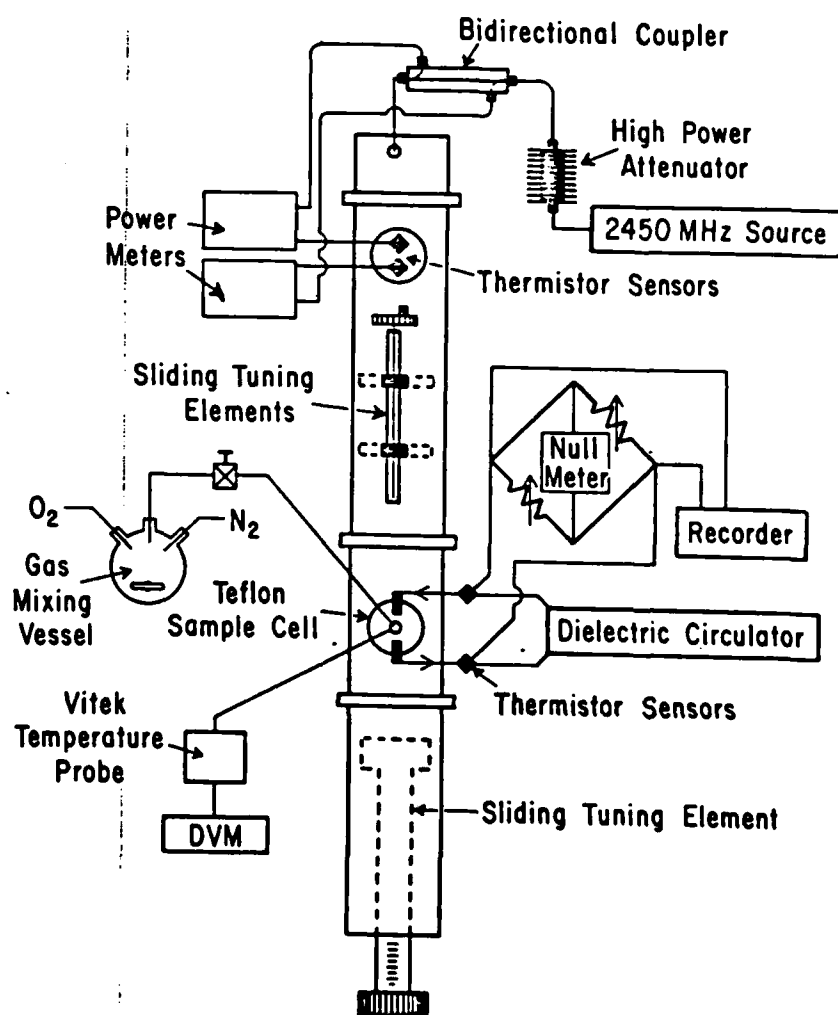 Bidirectional Coupler
High Power
Attenuator
2450 MHz Source
Power
Meters
Thermistor Sensors
Sliding Tuning
Elements
Null
Meter
Recorder
O₂
N₂
Gas
Mixing
Vessel
Teflon
Sample Cell
Dielectric Circulator
Thermistor Sensors
Vitek
Temperature
Probe
DVM
Sliding Tuning Element